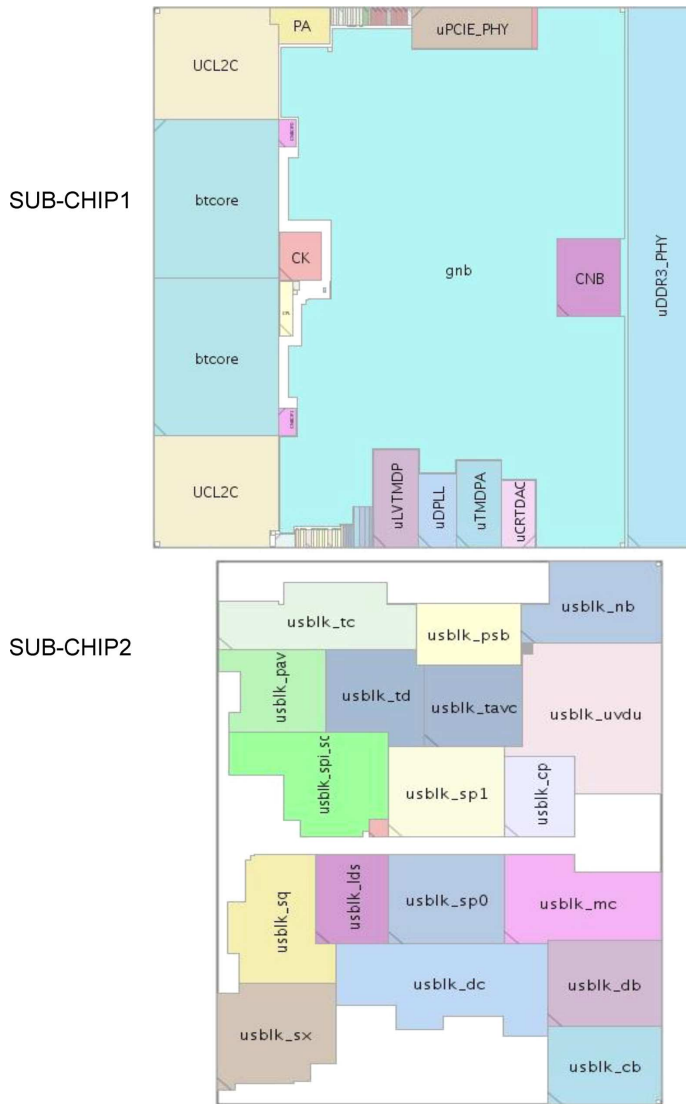 PA
uPCIE_PHY
UCL2C
SUB-CHIP1
btcore
CK
gnb
CNB
uDDR3_PHY
btcore
UCL2C
uLVTMDP
uDPLL
uTMDPA
uCRTDAC
SUB-CHIP2
usblk_nb
usblk_tc
usblk_psb
usblk_pav
usblk_td
usblk_tavc
usblk_uvdu
usblk_spi_sc
usblk_sp1
usblk_cp
usblk_sq
usblk_lds
usblk_sp0
usblk_mc
usblk_dc
usblk_db
usblk_sx
usblk_cb